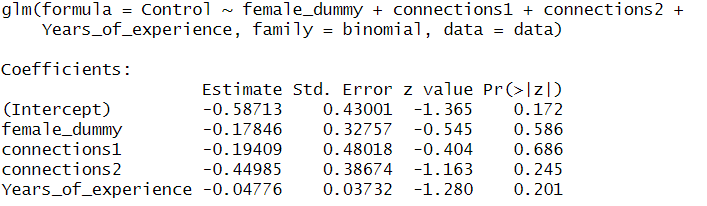 glm(formula = Control ~ female_dummy + connections1 + connections2 +
    Years_of_experience, family = binomial, data = data)
Coefficients:
                    Estimate Std. Error z value Pr(>|z|)
(Intercept)         -0.58713    0.43001  -1.365    0.172
female_dummy        -0.17846    0.32757  -0.545    0.586
connections1        -0.19409    0.48018  -0.404    0.686
connections2        -0.44985    0.38674  -1.163    0.245
Years_of_experience -0.04776    0.03732  -1.280    0.201